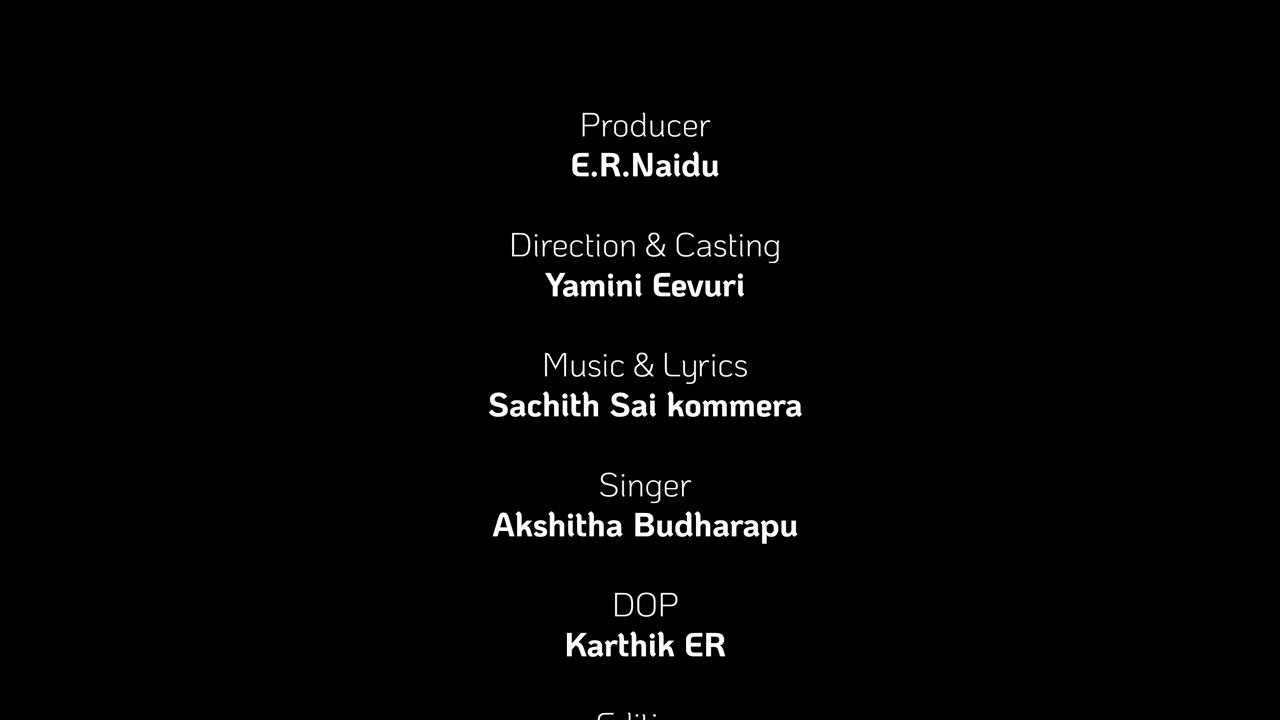 Producer
E.R.Naidu
Direction & Casting
Yamini Eevuri
Music & Lyrics
Sachith Sai kommera
Singer
Akshitha Budharapu
DOP
Karthik ER